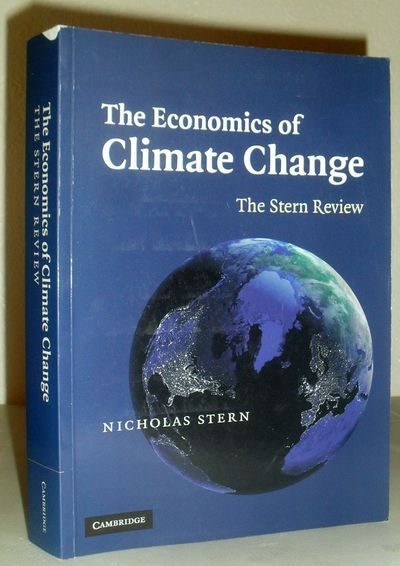 The Economics of
Climate Change
The Stern Review
NICHOLAS STERN
CAMBRIDGE
The Economics of Climate Change
THE STERN REVIEW
CAMBRIDGE